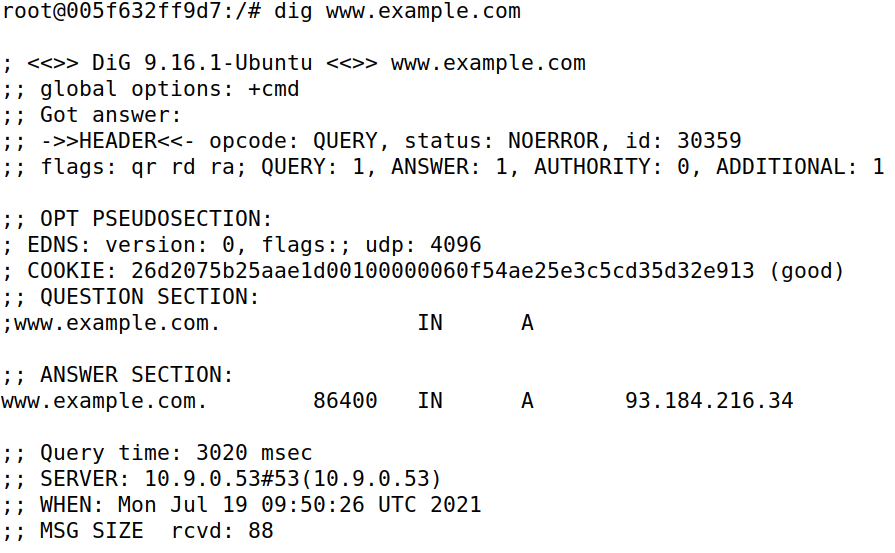 root@005f632ff9d7:/# dig www.example.com
; <<>> DiG 9.16.1-Ubuntu <<>> www.example.com
;; global options: +cmd
;; Got answer:
;; ->>HEADER<<- opcode: QUERY, status: NOERROR, id: 30359
;; flags: qr rd ra; QUERY: 1, ANSWER: 1, AUTHORITY: 0, ADDITIONAL: 1
;; OPT PSEUDOSECTION:
; EDNS: version: 0, flags:; udp: 4096
; COOKIE: 26d2075b25aae1d00100000060f54ae25e3c5cd35d32e913 (good)
;; QUESTION SECTION:
;www.example.com. IN A
;; ANSWER SECTION:
www.example.com. 86400 IN A 93.184.216.34
;; Query time: 3020 msec
;; SERVER: 10.9.0.53#53(10.9.0.53)
;; WHEN: Mon Jul 19 09:50:26 UTC 2021
;; MSG SIZE rcvd: 88